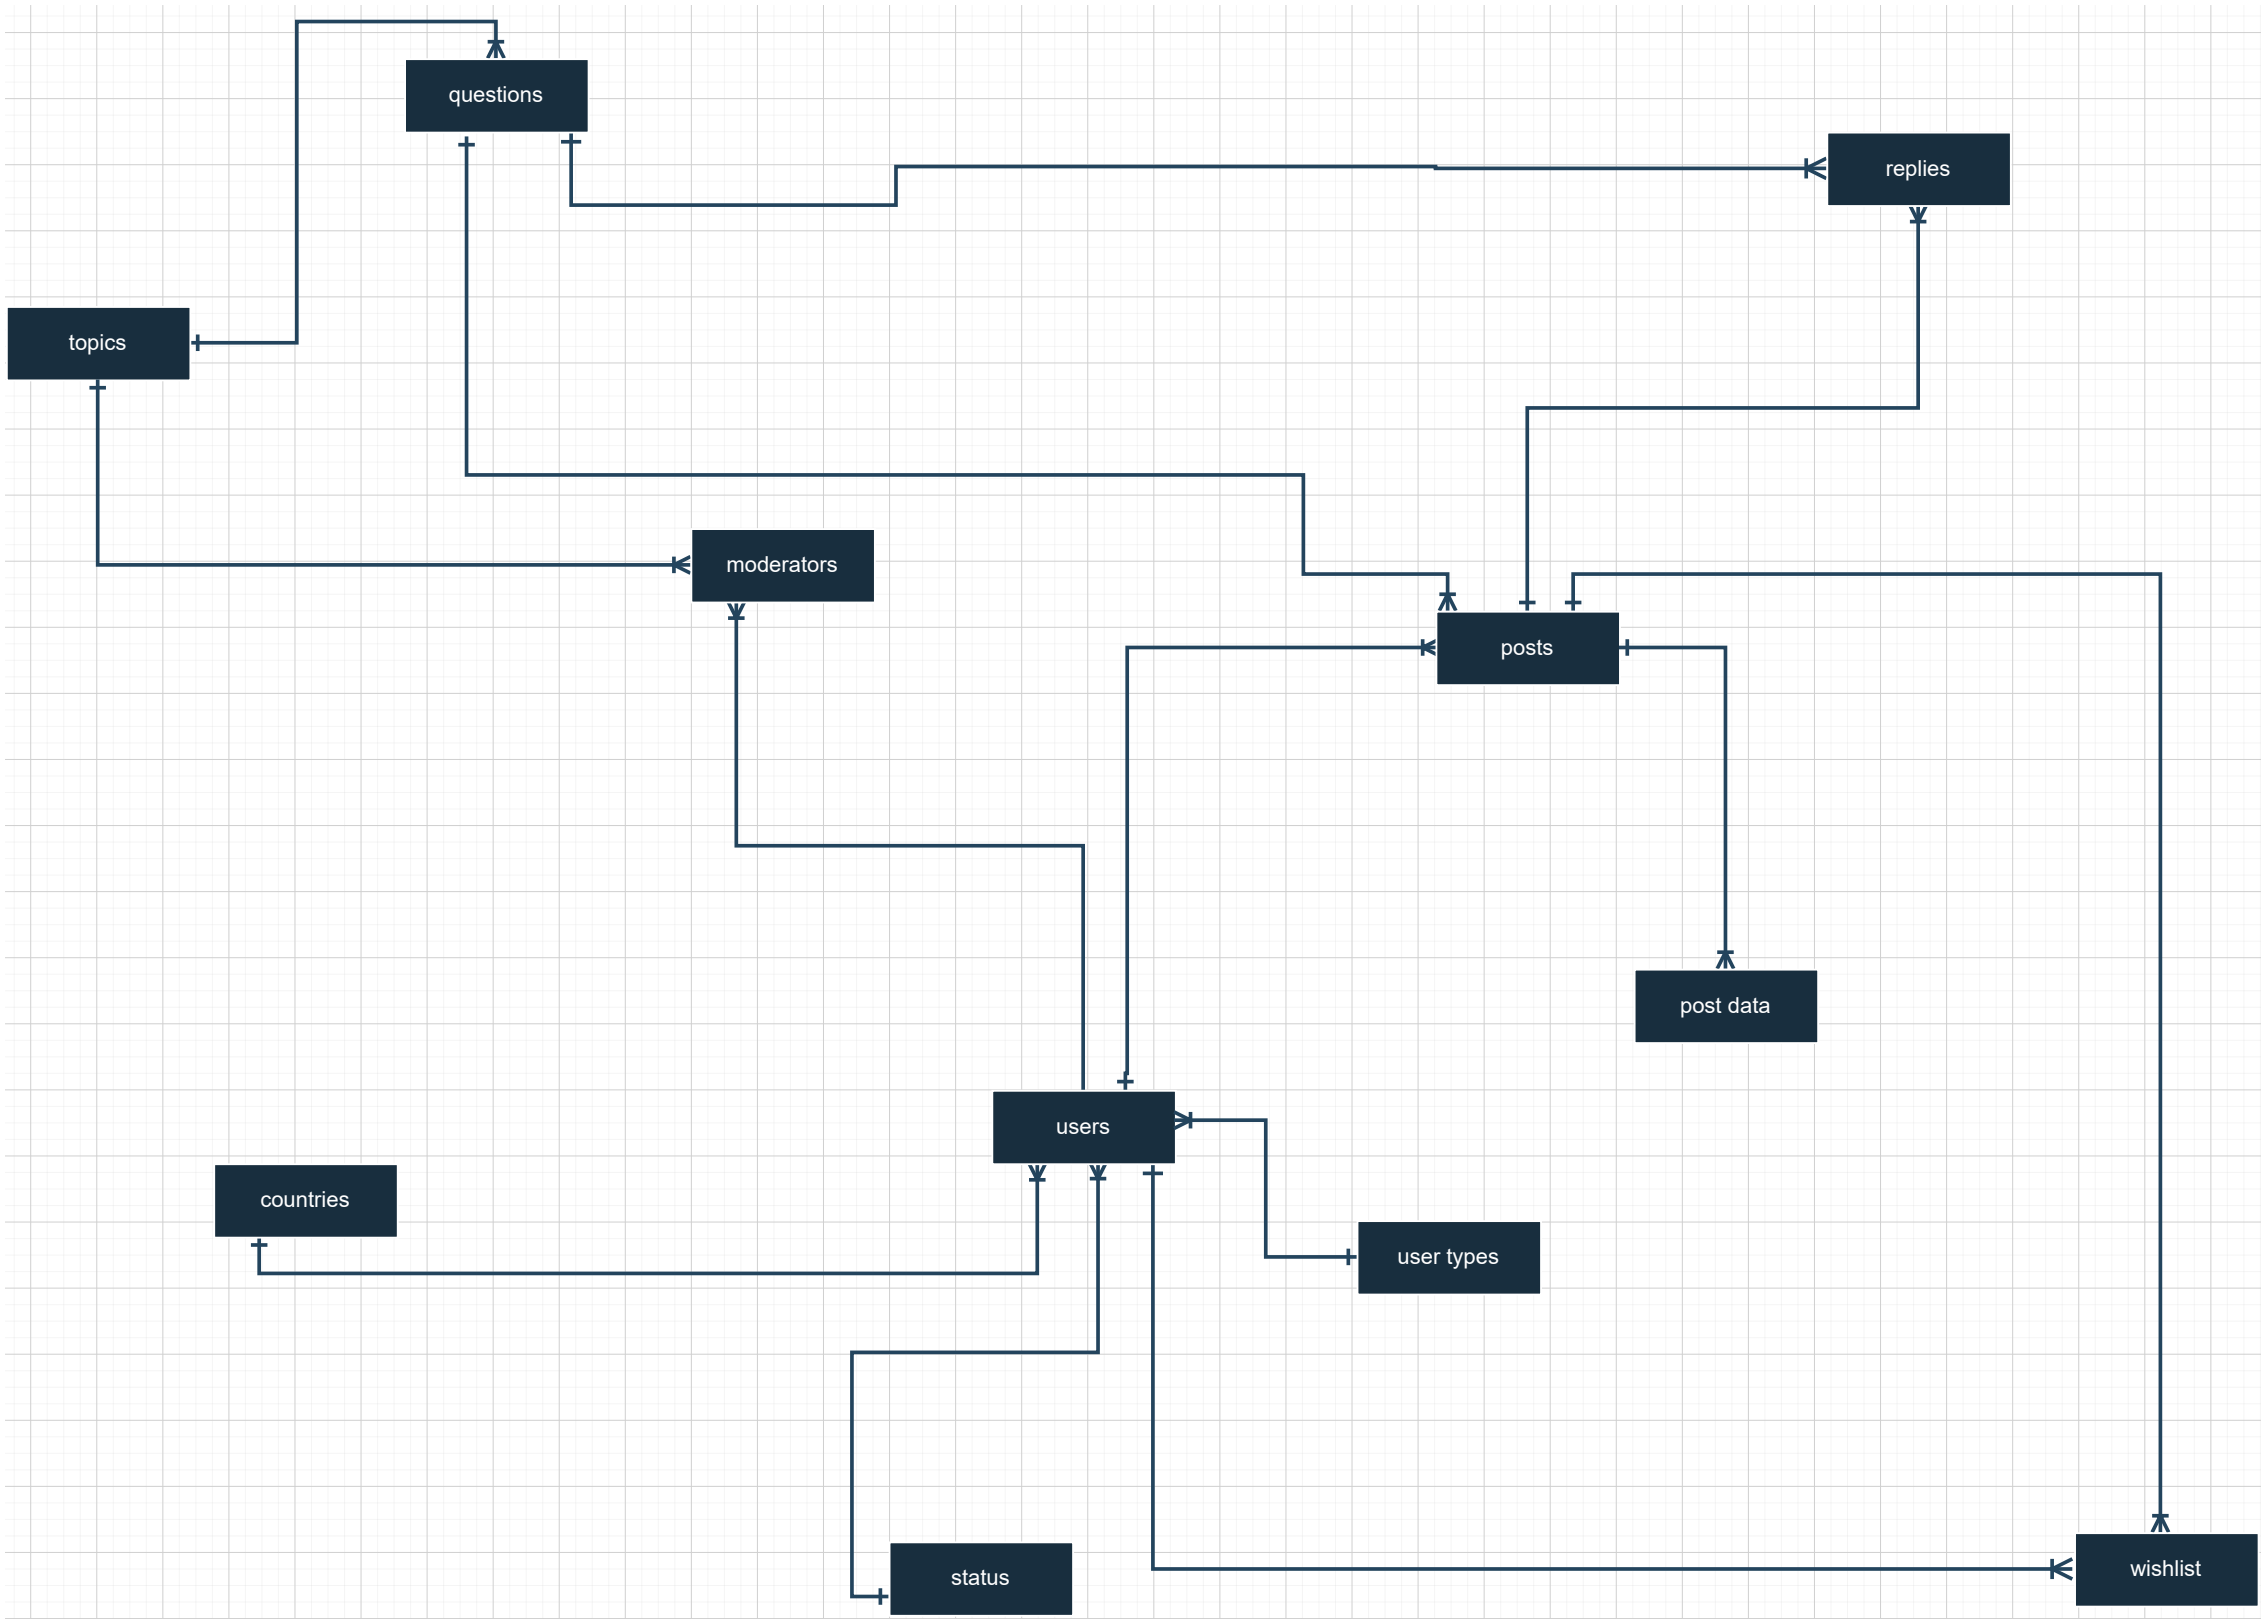 questions
replies
topics
moderators
posts
post data
users
countries
user types
status
wishlist